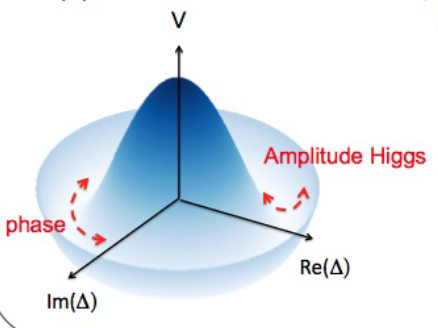 V
Amplitude Higgs
phase
Re(Δ)
Im(Δ)